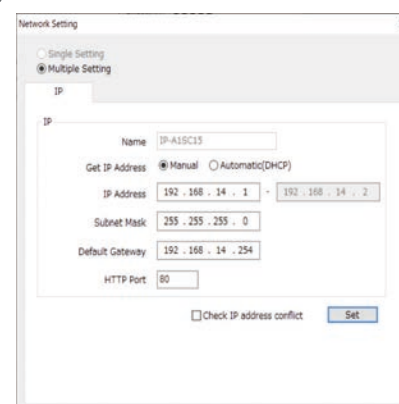 Network Setting
Single Setting
Multiple Setting
IP
IP
Name IP-A1SC15
Get IP Address Manual Automatic(DHCP)
IP Address 192 . 168 . 14 . 1 - 192 . 168 . 14 . 2
Subnet Mask 255 . 255 . 255 . 0
Default Gateway 192 . 168 . 14 . 254
HTTP Port 80
Check IP address conflict Set